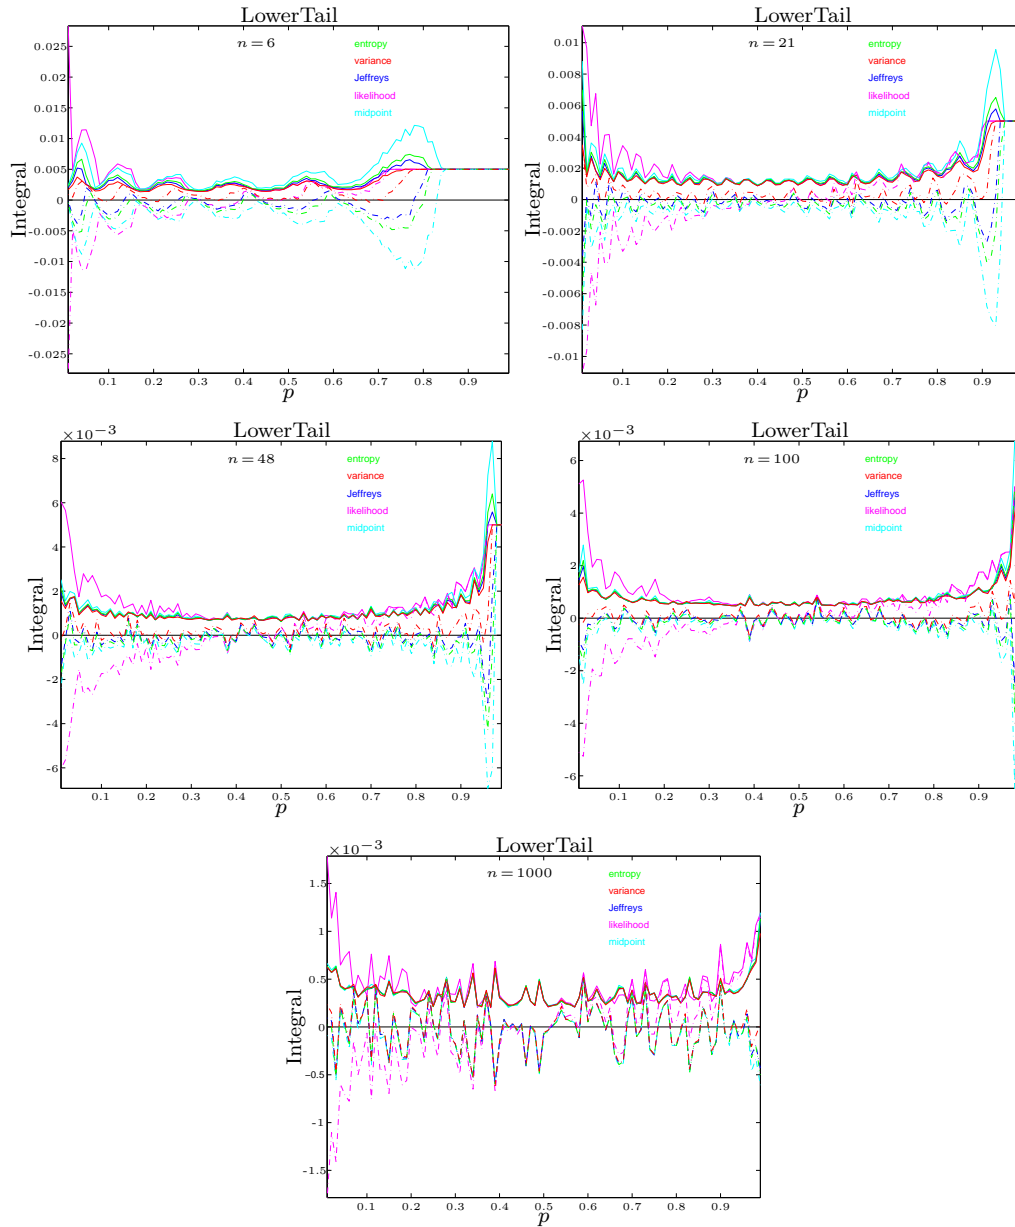 LowerTail
n = 6
entropy
variance
Jeffreys
likelihood
midpoint
0.025
0.02
0.015
0.01
0.005
0
-0.005
-0.01
-0.015
-0.02
-0.025
Integral
0.1 0.2 0.3 0.4 0.5 0.6 0.7 0.8 0.9
p
LowerTail
n = 21
entropy
variance
Jeffreys
likelihood
midpoint
0.01
0.008
0.006
0.004
0.002
0
-0.002
-0.004
-0.006
-0.008
-0.01
Integral
0.1 0.2 0.3 0.4 0.5 0.6 0.7 0.8 0.9
p
×10⁻³
LowerTail
n = 48
entropy
variance
Jeffreys
likelihood
midpoint
8
6
4
2
0
-2
-4
-6
Integral
0.1 0.2 0.3 0.4 0.5 0.6 0.7 0.8 0.9
p
×10⁻³
LowerTail
n = 100
entropy
variance
Jeffreys
likelihood
midpoint
6
4
2
0
-2
-4
-6
Integral
0.1 0.2 0.3 0.4 0.5 0.6 0.7 0.8 0.9
p
×10⁻³
LowerTail
n = 1000
entropy
variance
Jeffreys
likelihood
midpoint
1.5
1
0.5
0
-0.5
-1
-1.5
Integral
0.1 0.2 0.3 0.4 0.5 0.6 0.7 0.8 0.9
p